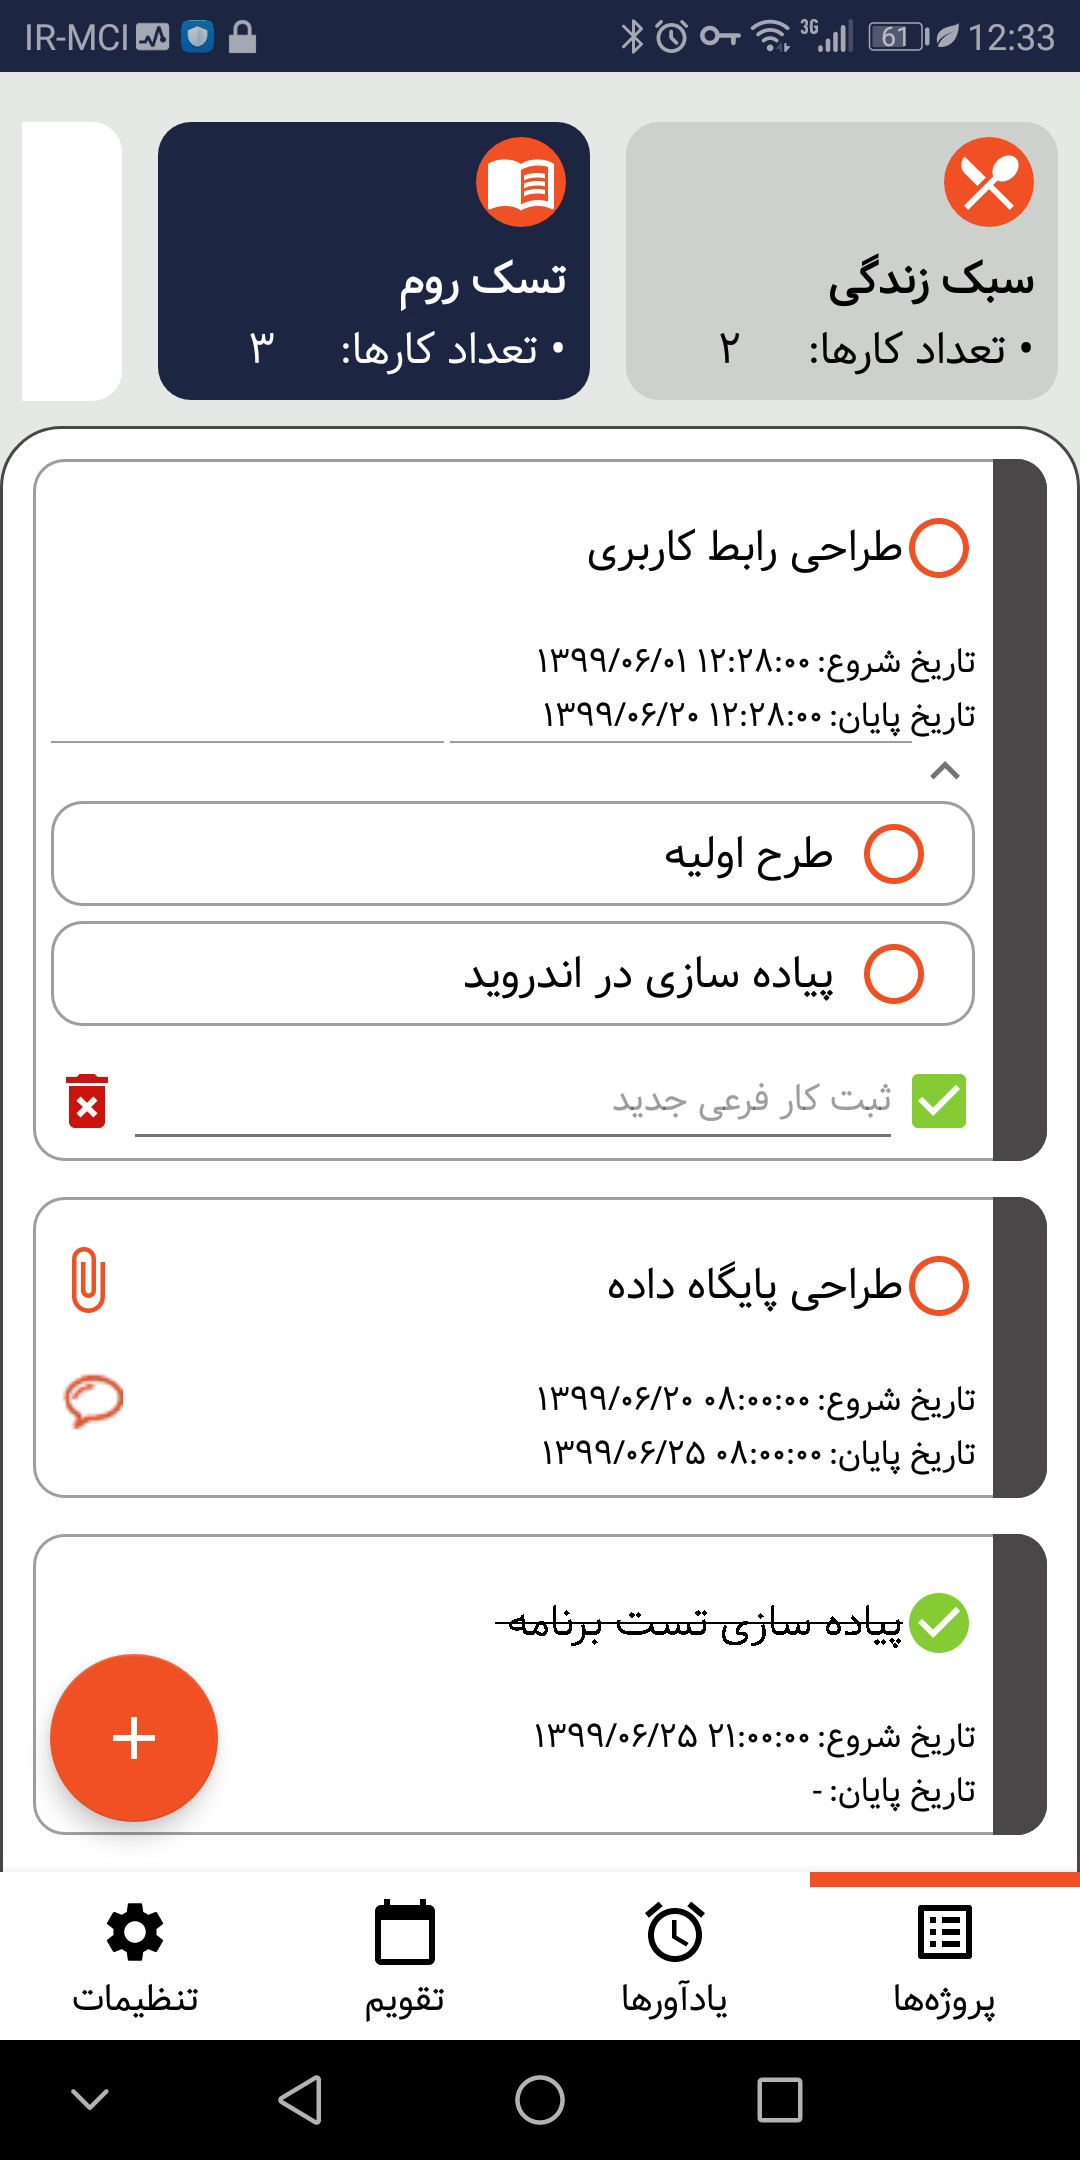 IR-MCI
3G
61
12:33
سبک زندگی
• تعداد کارها: ۲
تسک روم
• تعداد کارها: ۳
طراحی رابط کاربری
تاریخ شروع: ۱۳۹۹/۰۶/۰۱ ۱۲:۲۸:۰۰
تاریخ پایان: ۱۳۹۹/۰۶/۲۰ ۱۲:۲۸:۰۰
طرح اولیه
پیاده سازی در اندروید
ثبت کار فرعی جدید
طراحی پایگاه داده
تاریخ شروع: ۱۳۹۹/۰۶/۲۰ ۰۸:۰۰:۰۰
تاریخ پایان: ۱۳۹۹/۰۶/۲۵ ۰۸:۰۰:۰۰
پیاده سازی تست برنامه
تاریخ شروع: ۱۳۹۹/۰۶/۲۵ ۲۱:۰۰:۰۰
تاریخ پایان: -
پروژه‌ها
یادآورها
تقویم
تنظیمات